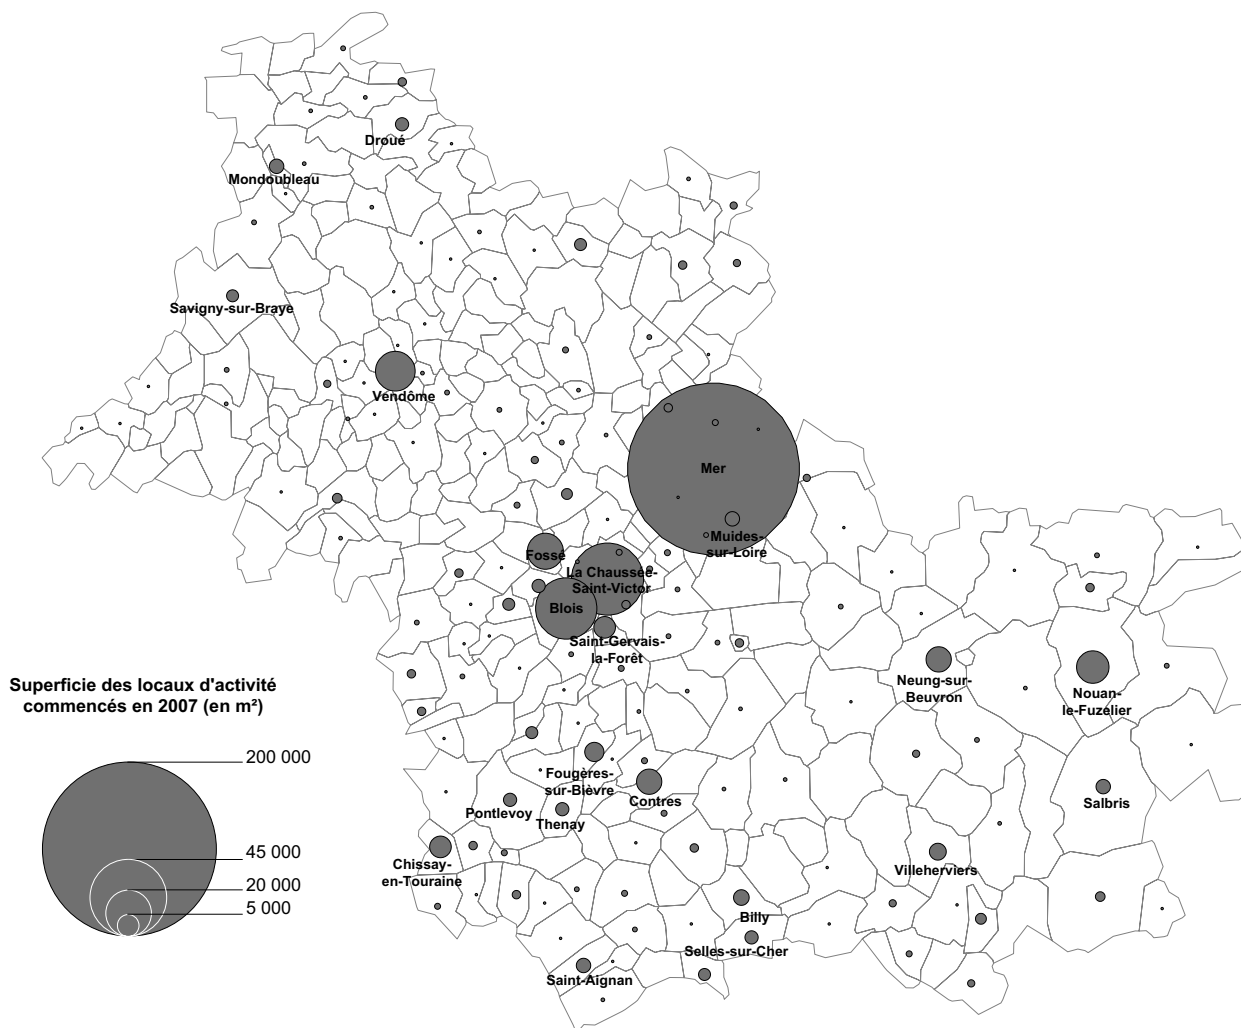 Droué
Mondoubleau
Savigny-sur-Braye
Vendôme
Mer
Muides-
sur-Loire
Fossé
La Chaussée-
Saint-Victor
Blois
Saint-Gervais-
la-Forêt
Neung-sur-
Beuvron
Nouan-
le-Fuzelier
Superficie des locaux d'activité
commencés en 2007 (en m²)
200 000
45 000
20 000
5 000
Fougères-
sur-Bièvre
Contres
Salbris
Pontlevoy
Thenay
Chissay-
en-Touraine
Villeherviers
Billy
Selles-sur-Cher
Saint-Aignan